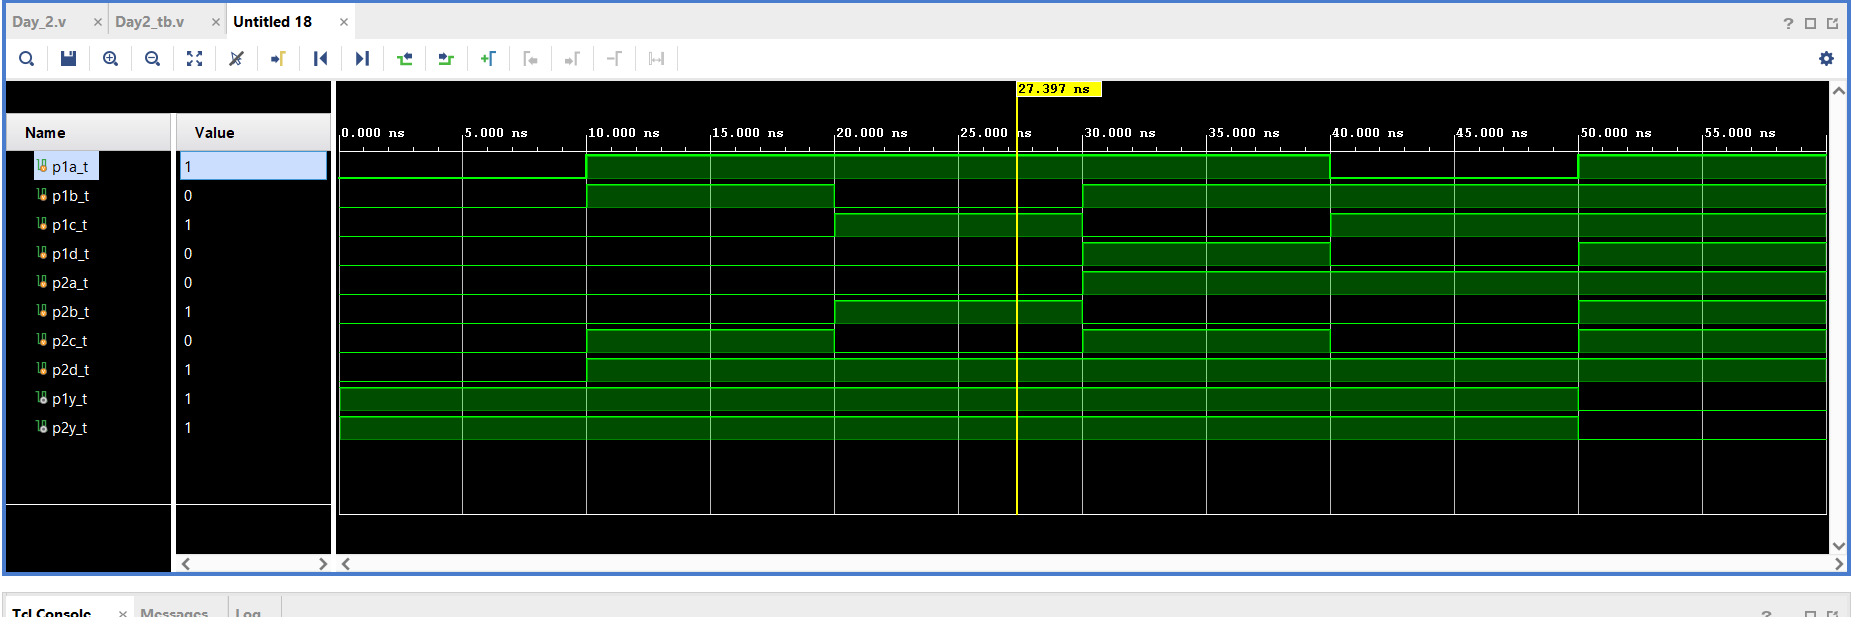 Day_2.v × Day2_tb.v × Untitled 18 × ?
27.397 ns
Name Value 0.000 ns 5.000 ns 10.000 ns 15.000 ns 20.000 ns 25.000 ns 30.000 ns 35.000 ns 40.000 ns 45.000 ns 50.000 ns 55.000 ns
p1a_t 1
p1b_t 0
p1c_t 1
p1d_t 0
p2a_t 0
p2b_t 1
p2c_t 0
p2d_t 1
p1y_t 1
p2y_t 1
Tcl Console × Messages Log ?